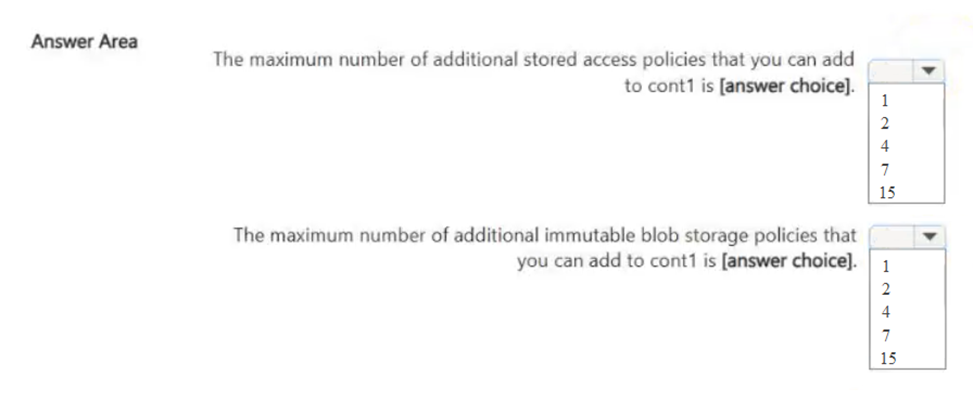 Answer Area
The maximum number of additional stored access policies that you can add
to cont1 is [answer choice].
1
2
4
7
15
The maximum number of additional immutable blob storage policies that
you can add to cont1 is [answer choice].
1
2
4
7
15